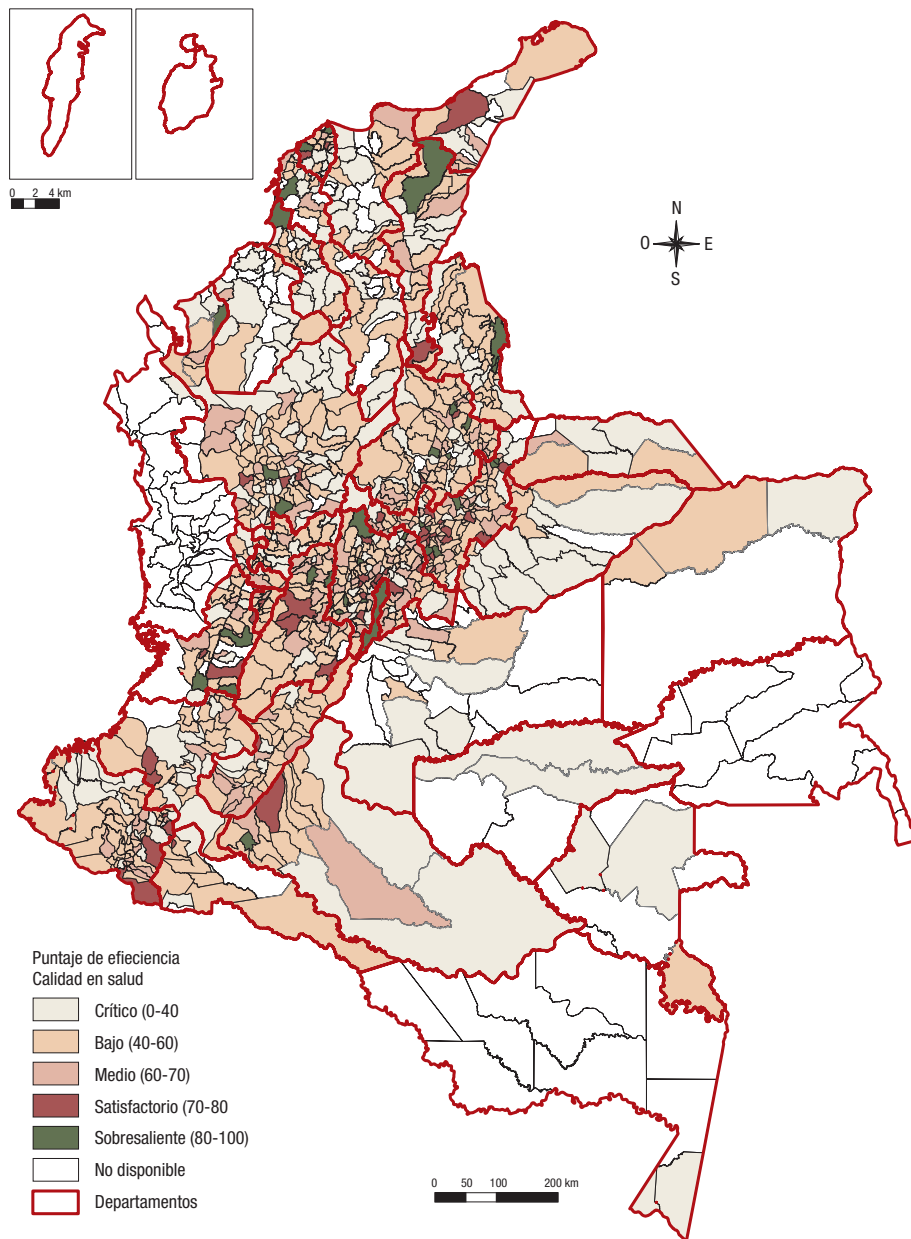 0 2 4 km
N
O E
S
Puntaje de efieciencia
Calidad en salud
Crítico (0-40
Bajo (40-60)
Medio (60-70)
Satisfactorio (70-80
Sobresaliente (80-100)
No disponible
Departamentos
0 50 100 200 km